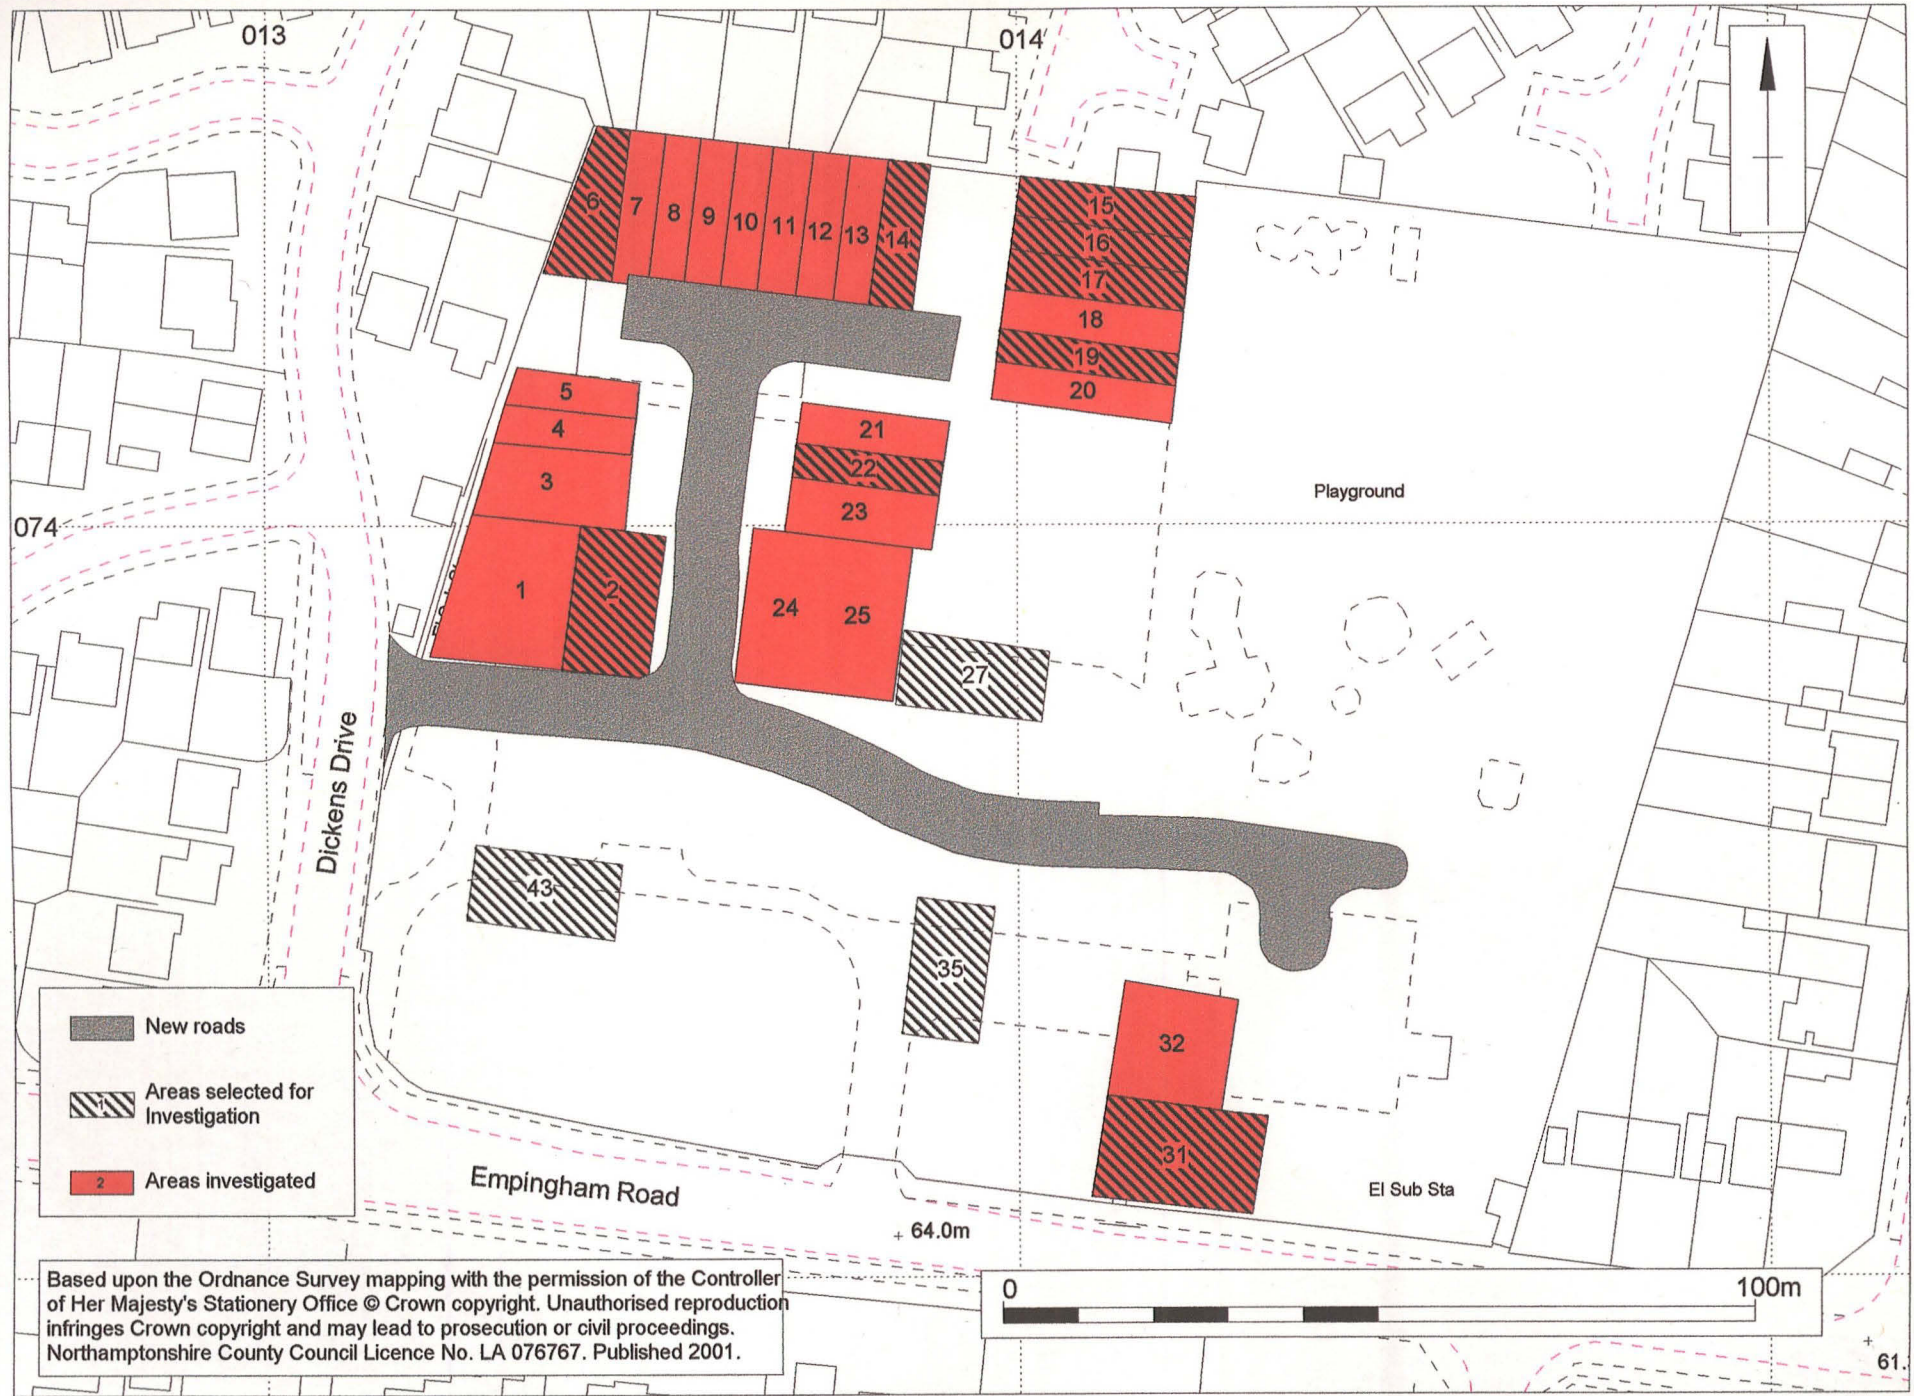 013
014
6
7
8
9
10
11
12
13
14
15
16
17
18
19
20
5
4
3
21
22
23
Playground
074
1
2
24
25
27
Dickens Drive
43
35
32
31
New roads
1
Areas selected for
Investigation
2
Areas investigated
Empingham Road
El Sub Sta
64.0m
Based upon the Ordnance Survey mapping with the permission of the Controller
of Her Majesty's Stationery Office © Crown copyright. Unauthorised reproduction
infringes Crown copyright and may lead to prosecution or civil proceedings.
Northamptonshire County Council Licence No. LA 076767. Published 2001.
0
100m
61.